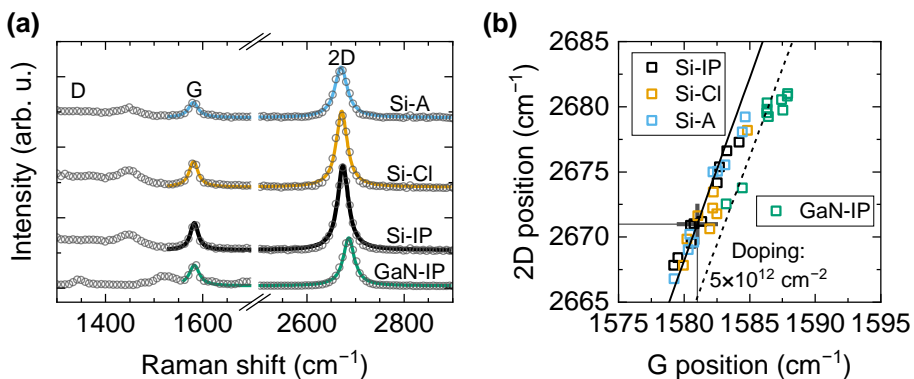 (a)
Intensity (arb. u.)
D
G
2D
Si-A
Si-Cl
Si-IP
GaN-IP
1400
1600
2600
2800
Raman shift (cm⁻¹)
(b)
2D position (cm⁻¹)
2685
2680
2675
2670
2665
Si-IP
Si-Cl
Si-A
GaN-IP
Doping:
5×10¹² cm⁻²
1575
1580
1585
1590
1595
G position (cm⁻¹)